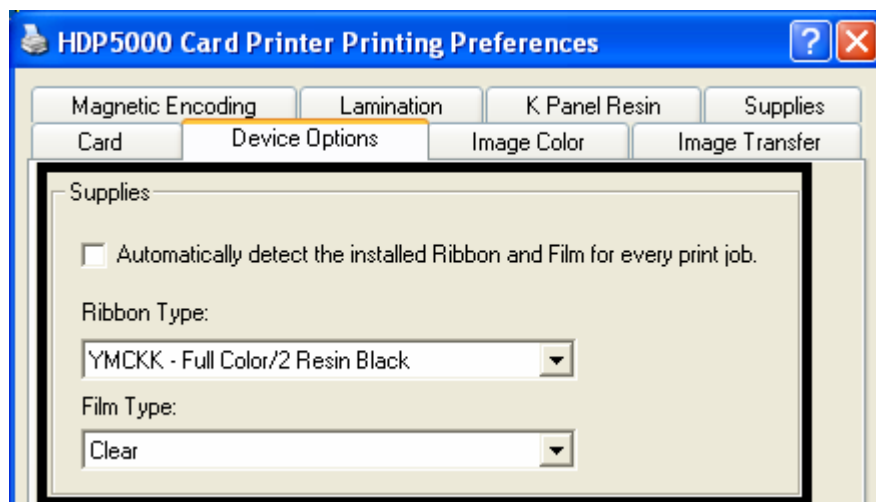 HDP5000 Card Printer Printing Preferences
Magnetic Encoding Lamination K Panel Resin Supplies
Card Device Options Image Color Image Transfer
Supplies
Automatically detect the installed Ribbon and Film for every print job.
Ribbon Type:
YMCKK - Full Color/2 Resin Black
Film Type:
Clear